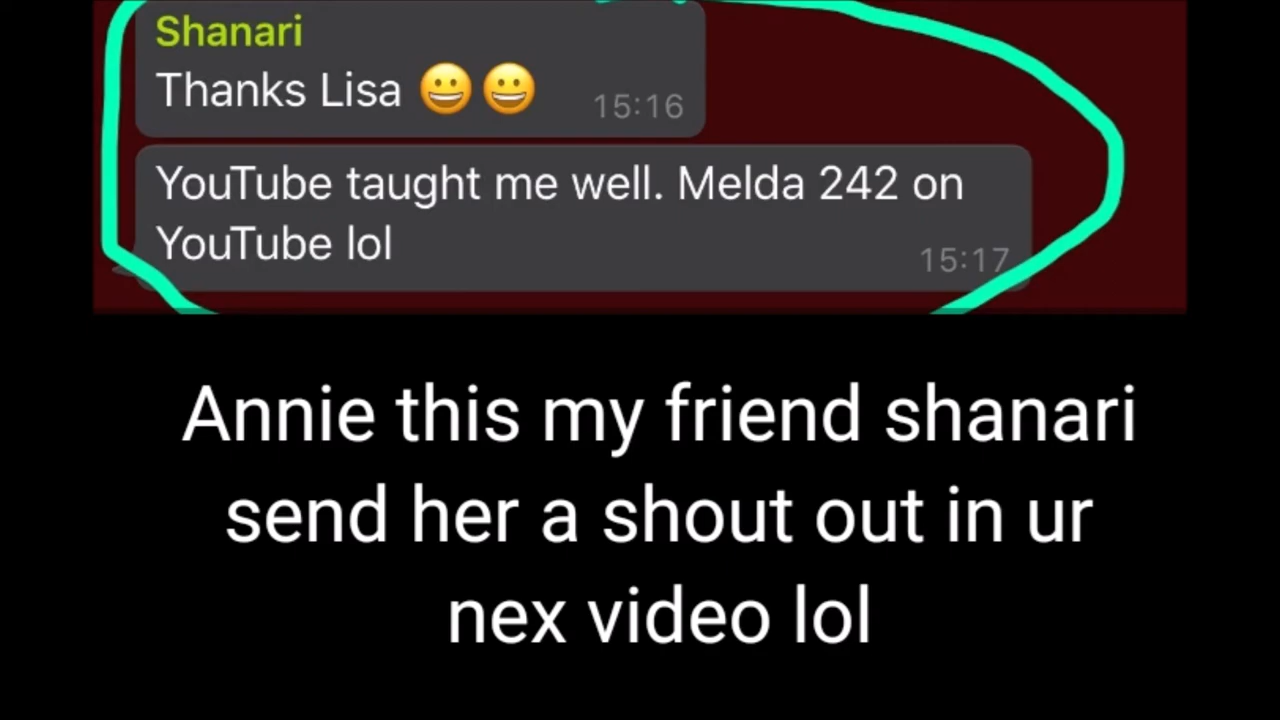 Shanari
Thanks Lisa 😀😀
15:16
YouTube taught me well. Melda 242 on
YouTube lol
15:17
Annie this my friend shanari
send her a shout out in ur
nex video lol